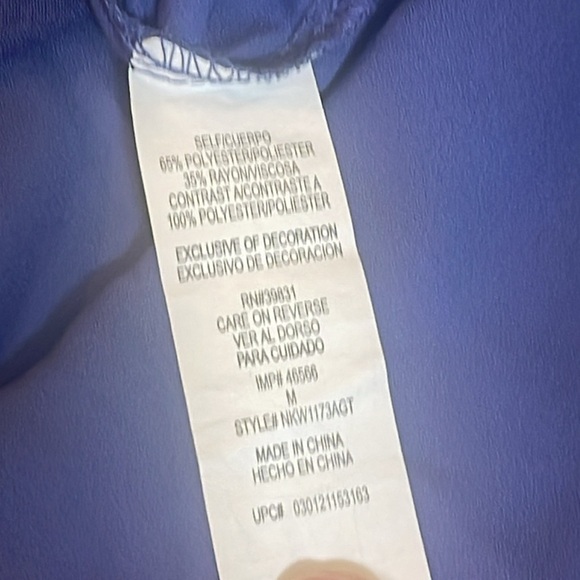 SELF/CUERPO
65% POLYESTER/POLIESTER
35% RAYON/VISCOSA
CONTRAST A/CONTRASTE A
100% POLYESTER/POLIESTER
EXCLUSIVE OF DECORATION
EXCLUSIVO DE DECORACION
RN#39831
CARE ON REVERSE
VER AL DORSO
PARA CUIDADO
IMP# 46566
M
STYLE# NKW1173AGT
MADE IN CHINA
HECHO EN CHINA
UPC# 030121153163